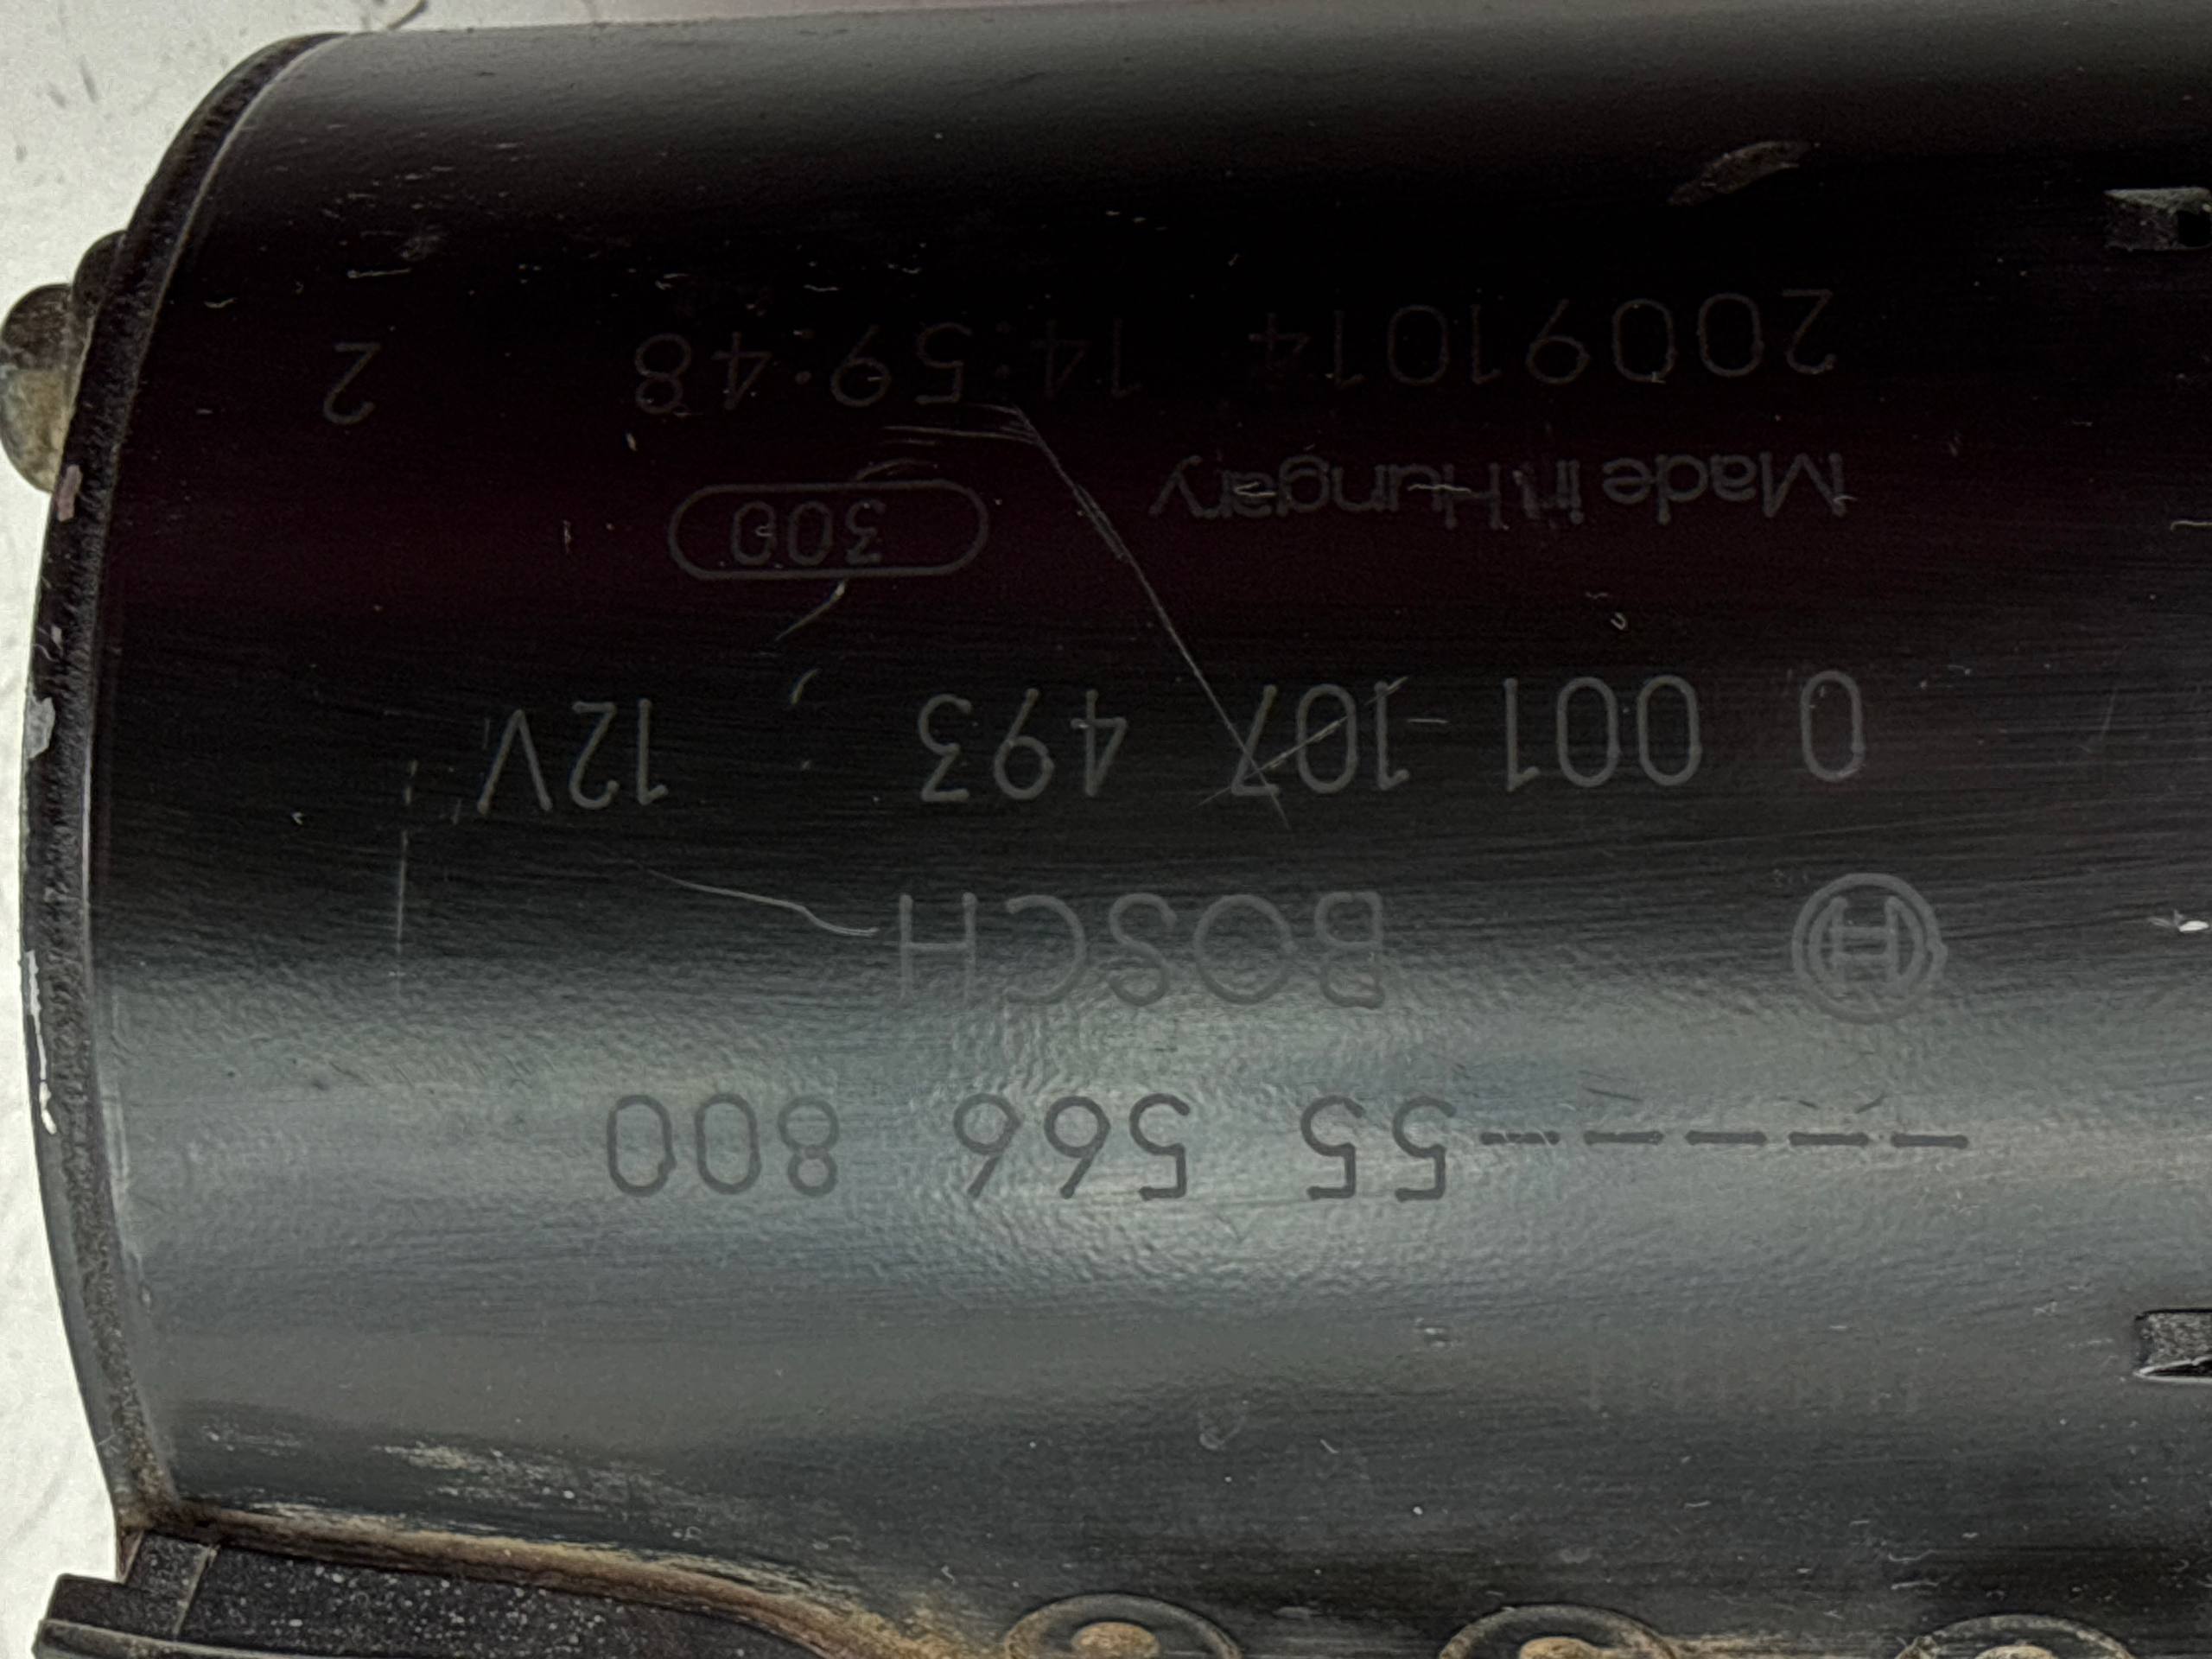 -----55 566 800
BOSCH
0 001 107 493 12V
Made in Hungary 300
20091014 14:59:48 2